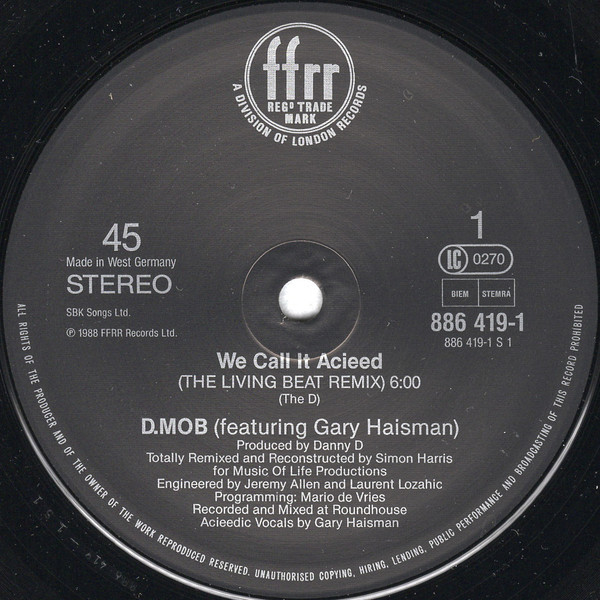 ffrr
REGD TRADE
MARK
A DIVISION OF LONDON RECORDS
45
Made in West Germany
STEREO
SBK Songs Ltd.
℗ 1988 FFRR Records Ltd.
1
LC 0270
BIEM STEMRA
886 419-1
886 419-1 S 1
We Call It Acieed
(THE LIVING BEAT REMIX) 6:00
(The D)
D.MOB (featuring Gary Haisman)
Produced by Danny D
Totally Remixed and Reconstructed by Simon Harris
for Music Of Life Productions
Engineered by Jeremy Allen and Laurent Lozahic
Programming: Mario de Vries
Recorded and Mixed at Roundhouse
Acieedic Vocals by Gary Haisman
ALL RIGHTS OF THE PRODUCER AND OF THE OWNER OF THE WORK REPRODUCED RESERVED. UNAUTHORISED COPYING, HIRING, LENDING, PUBLIC PERFORMANCE AND BROADCASTING OF THIS RECORD PROHIBITED